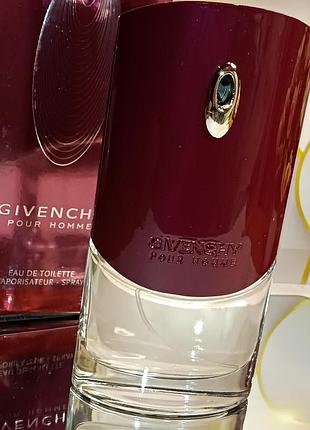 GIVENCHY
POUR HOMME
EAU DE TOILETTE
VAPORISATEUR - SPRAY
GIVENCHY
POUR HOMME